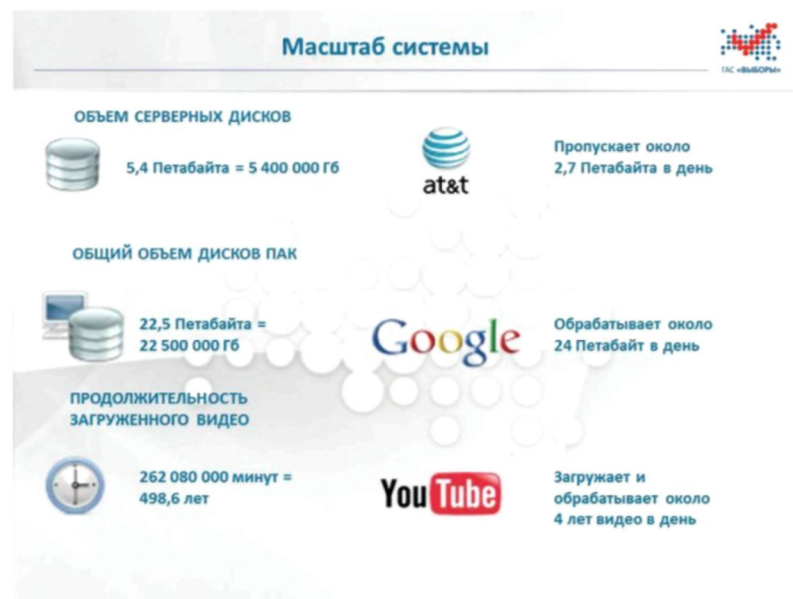 Масштаб системы
ГАС «ВЫБОРЫ»
ОБЪЕМ СЕРВЕРНЫХ ДИСКОВ
5,4 Петабайта = 5 400 000 Гб
at&t
Пропускает около
2,7 Петабайта в день
ОБЩИЙ ОБЪЕМ ДИСКОВ ПАК
22,5 Петабайта =
22 500 000 Гб
Google
Обрабатывает около
24 Петабайт в день
ПРОДОЛЖИТЕЛЬНОСТЬ
ЗАГРУЖЕННОГО ВИДЕО
262 080 000 минут =
498,6 лет
YouTube
Загружает и
обрабатывает около
4 лет видео в день